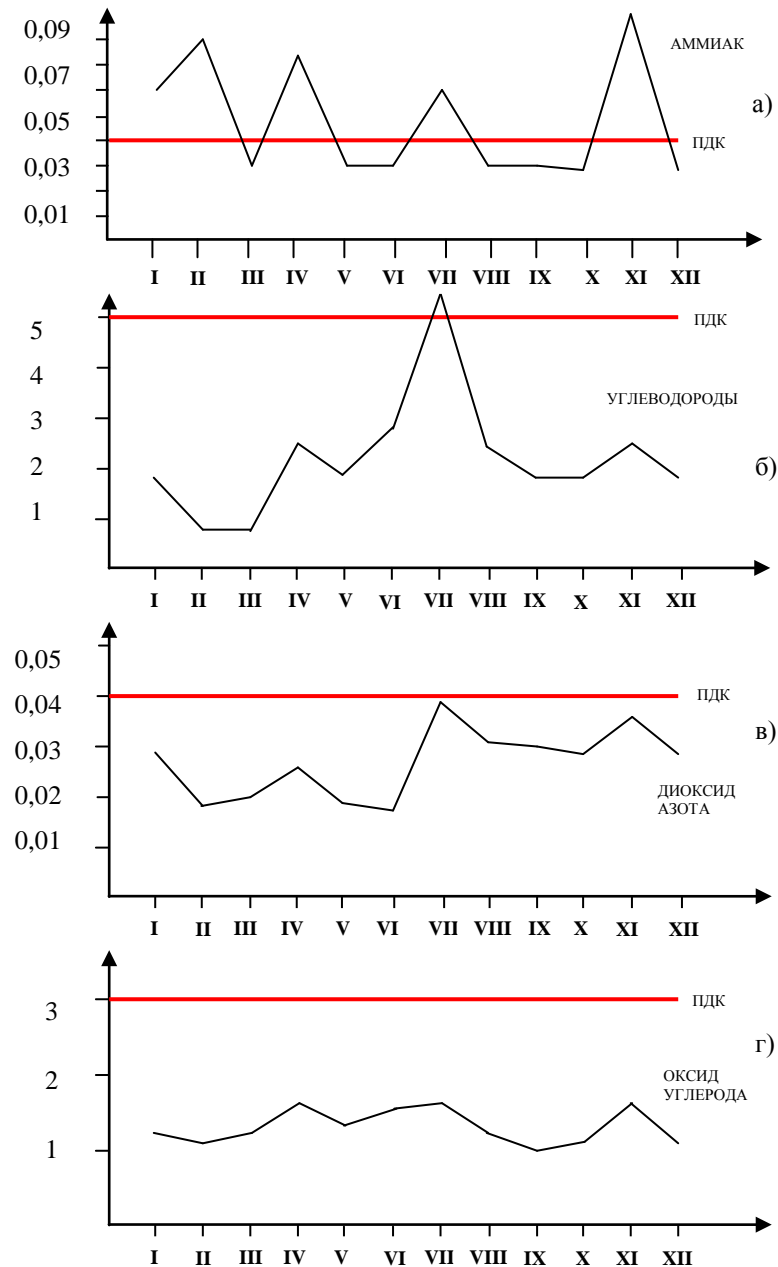 0,09
АММИАК
0,07
а)
0,05
ПДК
0,03
0,01
I II III IV V VI VII VIII IX X XI XII
5
ПДК
4
УГЛЕВОДОРОДЫ
3
2
б)
1
I II III IV V VI VII VIII IX X XI XII
0,05
0,04
ПДК
в)
0,03
0,02
ДИОКСИД
АЗОТА
0,01
I II III IV V VI VII VIII IX X XI XII
3
ПДК
г)
2
ОКСИД
УГЛЕРОДА
1
I II III IV V VI VII VIII IX X XI XII